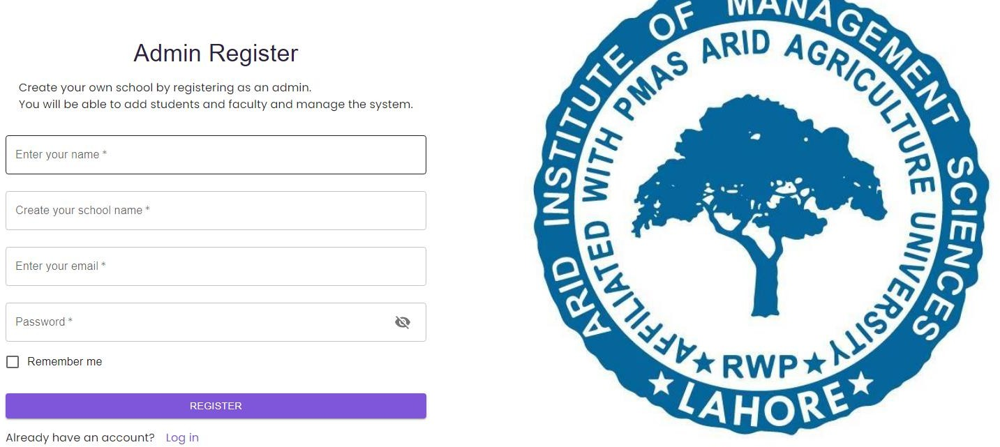 Admin Register
Create your own school by registering as an admin.
You will be able to add students and faculty and manage the system.
Enter your name *
Create your school name *
Enter your email *
Password *
Remember me
REGISTER
Already have an account? Log in
ARID INSTITUTE OF MANAGEMENT SCIENCES
AFFILIATED WITH PMAS ARID AGRICULTURE UNIVERSITY
RWP
LAHORE